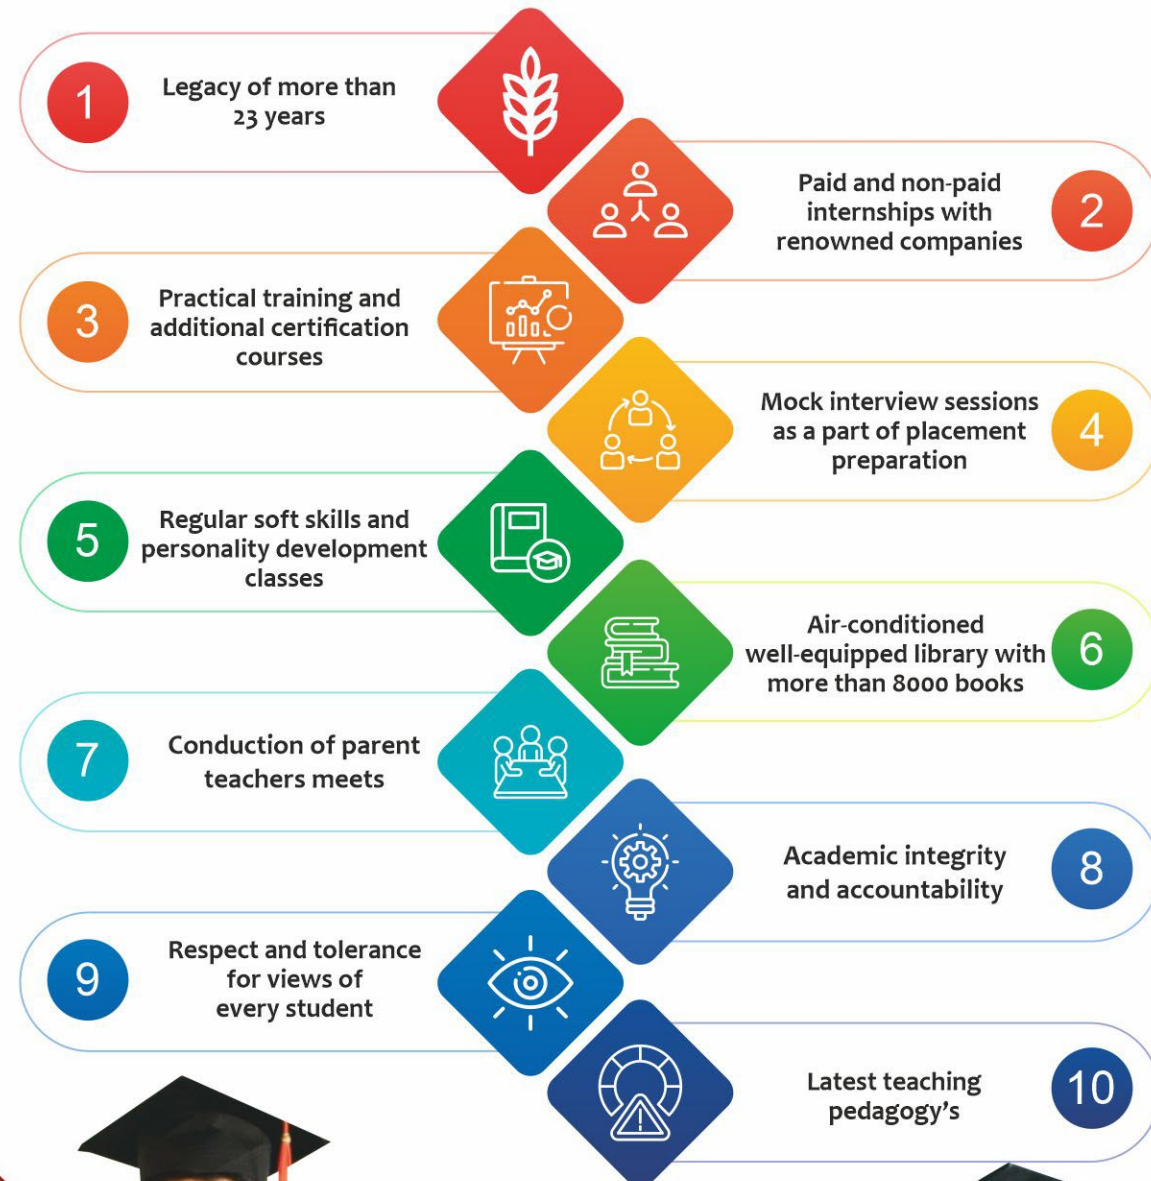 1
Legacy of more than
23 years
Paid and non-paid
internships with
renowned companies
2
3
Practical training and
additional certification
courses
Mock interview sessions
as a part of placement
preparation
4
5
Regular soft skills and
personality development
classes
Air-conditioned
well-equipped library with
more than 8000 books
6
7
Conduction of parent
teachers meets
Academic integrity
and accountability
8
9
Respect and tolerance
for views of
every student
Latest teaching
pedagogy's
10